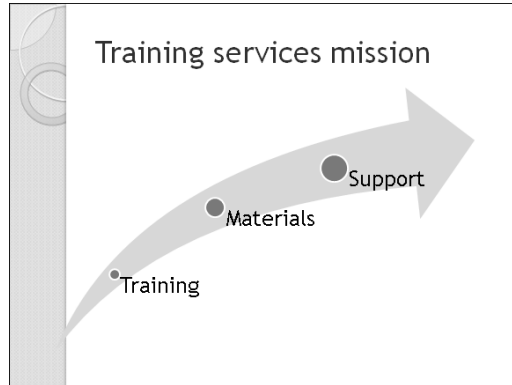 Training services mission
Support
Materials
Training